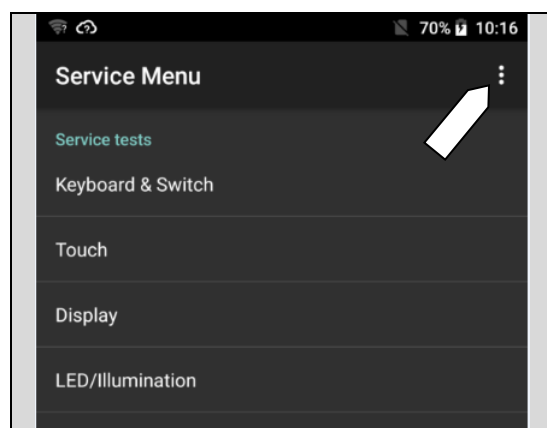 70% 10:16
Service Menu
Service tests
Keyboard & Switch
Touch
Display
LED/Illumination